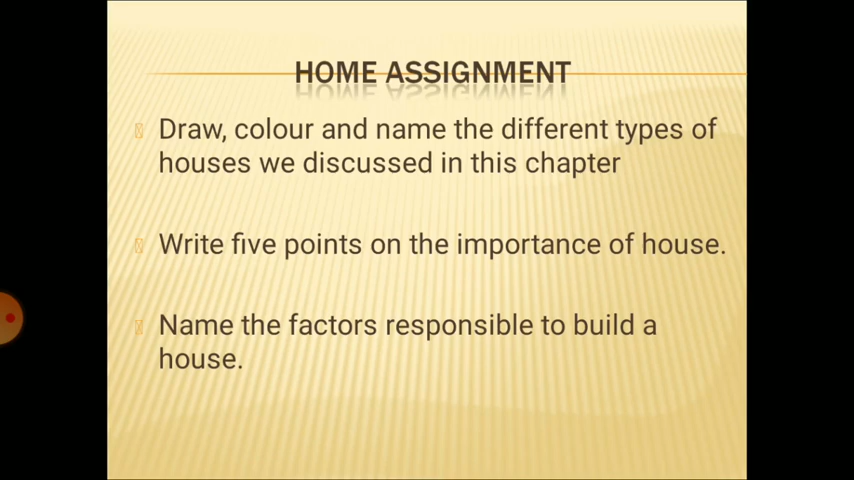 HOME ASSIGNMENT
Draw, colour and name the different types of
houses we discussed in this chapter
Write five points on the importance of house.
Name the factors responsible to build a
house.